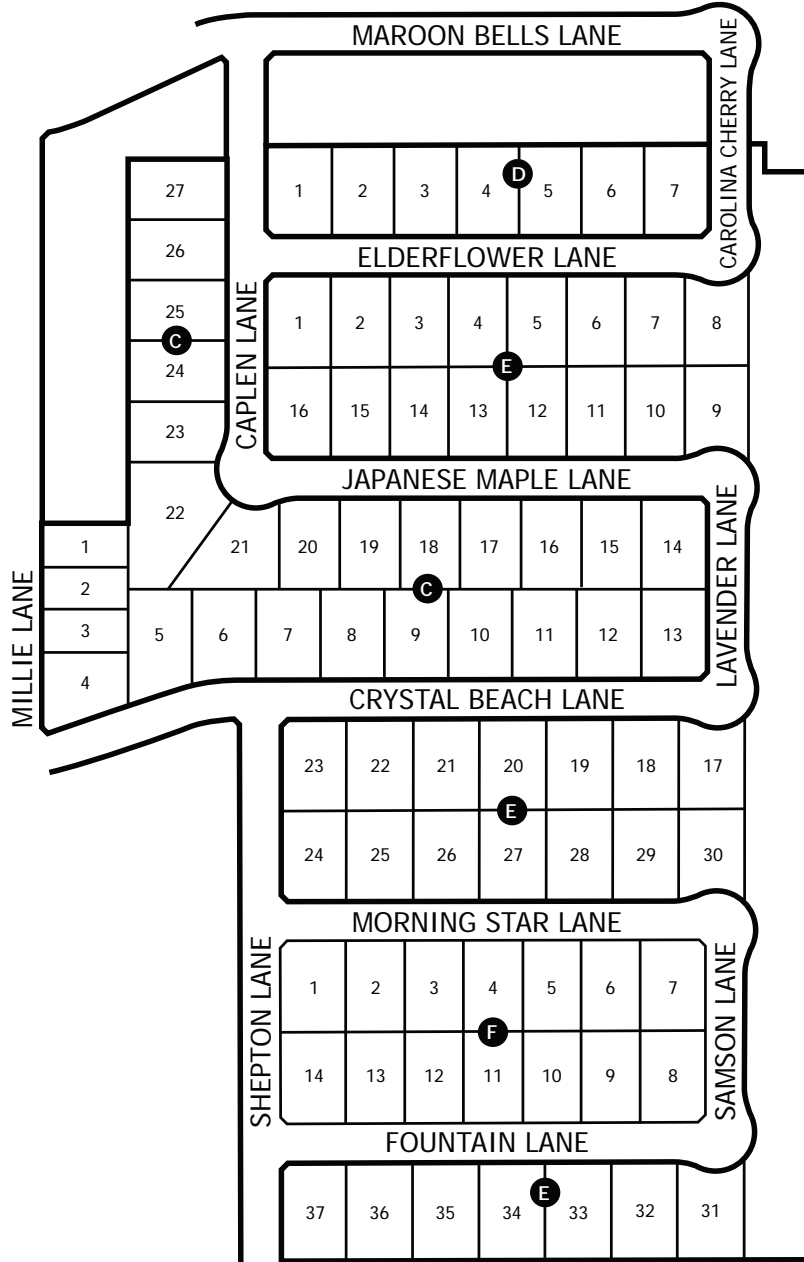 MAROON BELLS LANE
CAROLINA CHERRY LANE
D
1 2 3 4 5 6 7
ELDERFLOWER LANE
27
26
25
C
24
23
22
CAPLEN LANE
1 2 3 4 5 6 7 8
E
16 15 14 13 12 11 10 9
JAPANESE MAPLE LANE
LAVENDER LANE
21 20 19 18 17 16 15 14
C
MILLIE LANE
1
2
3
4
5 6 7 8 9 10 11 12 13
CRYSTAL BEACH LANE
23 22 21 20 19 18 17
E
24 25 26 27 28 29 30
MORNING STAR LANE
SHEPTON LANE
SAMSON LANE
1 2 3 4 5 6 7
F
14 13 12 11 10 9 8
FOUNTAIN LANE
E
37 36 35 34 33 32 31